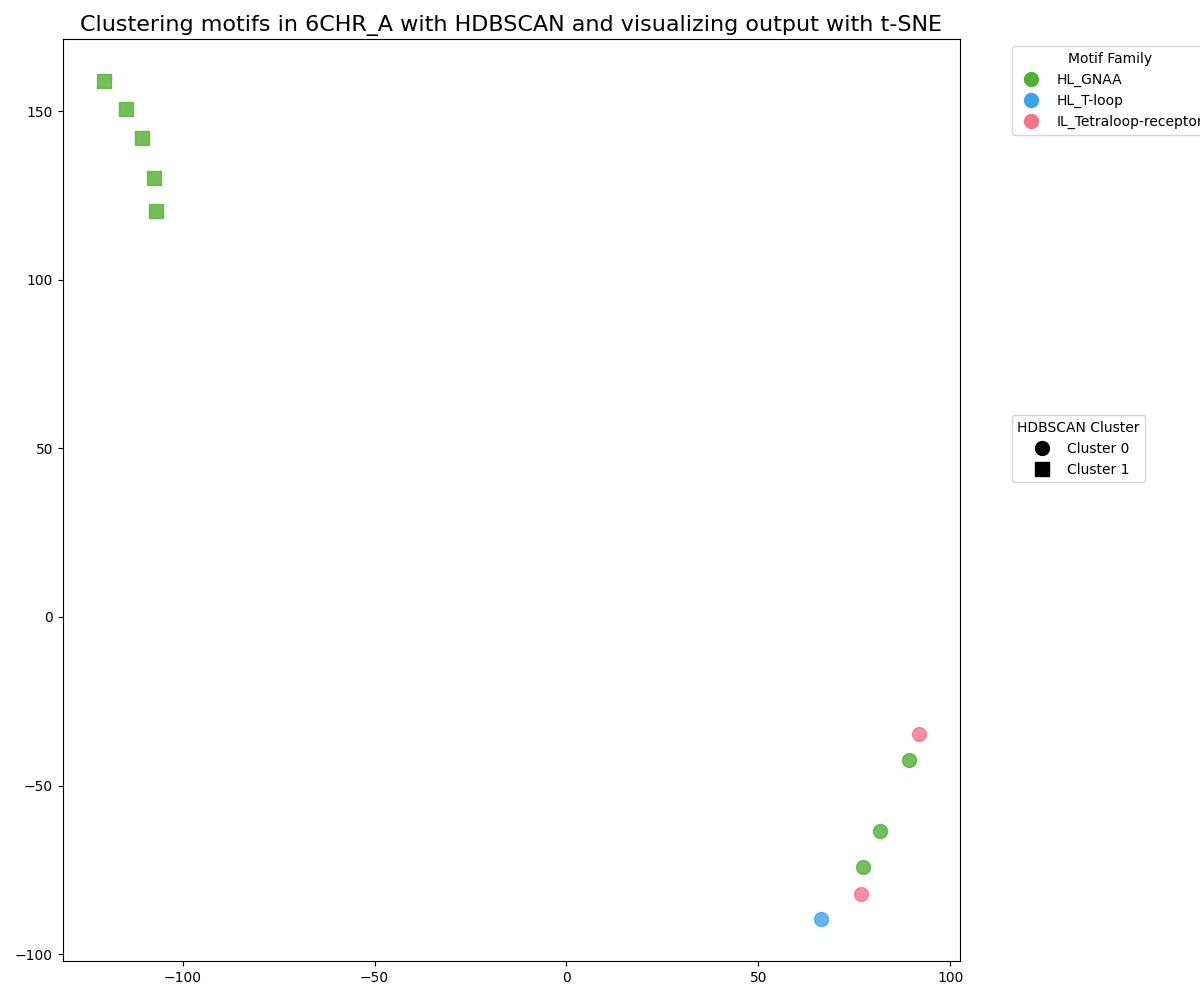 Clustering motifs in 6CHR_A with HDBSCAN and visualizing output with t-SNE
Motif Family
HL_GNAA
HL_T-loop
IL_Tetraloop-receptor
HDBSCAN Cluster
Cluster 0
Cluster 1
150
100
50
0
−50
−100
−100
−50
0
50
100